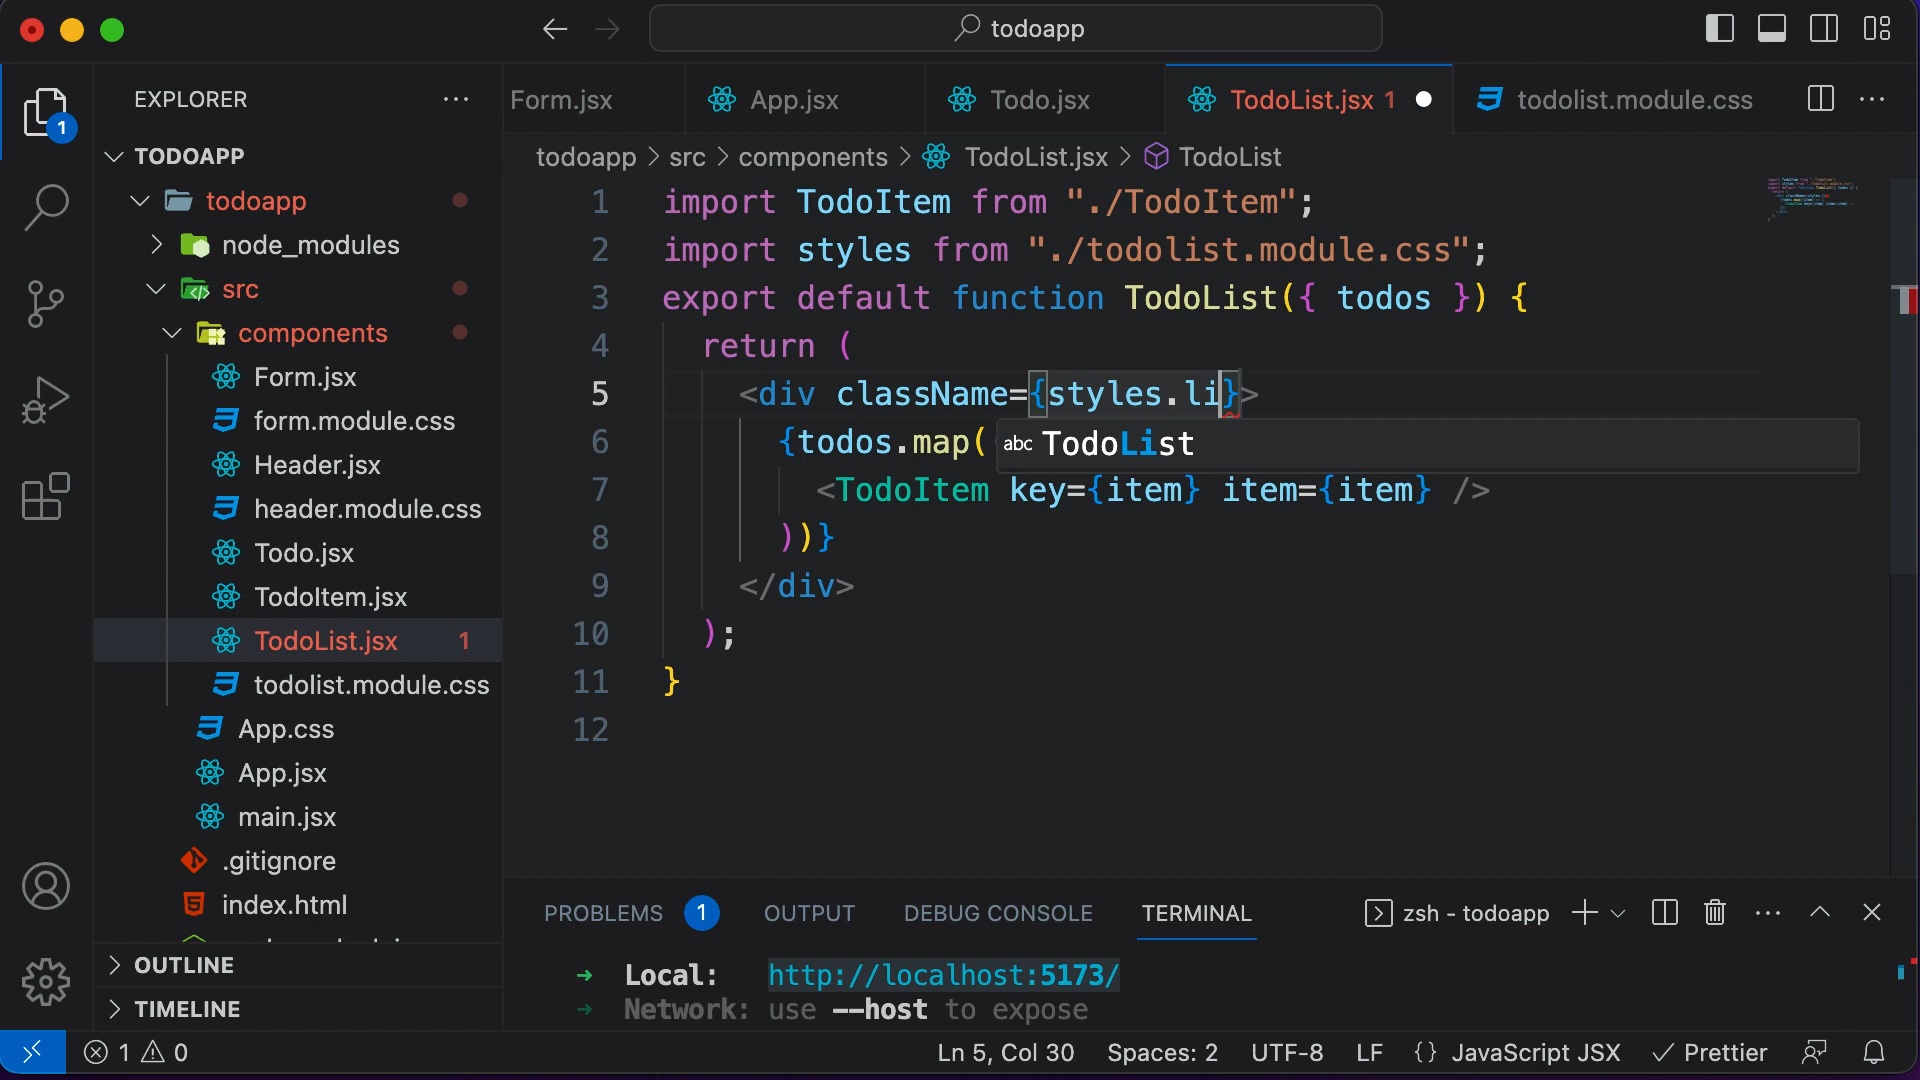 todoapp
1
EXPLORER
TODOAPP
todoapp
node_modules
src
components
Form.jsx
form.module.css
Header.jsx
header.module.css
Todo.jsx
TodoItem.jsx
TodoList.jsx 1
todolist.module.css
App.css
App.jsx
main.jsx
.gitignore
index.html
OUTLINE
TIMELINE
Form.jsx App.jsx Todo.jsx TodoList.jsx 1 todolist.module.css
todoapp > src > components > TodoList.jsx > TodoList
1 import TodoItem from "./TodoItem";
2 import styles from "./todolist.module.css";
3 export default function TodoList({ todos }) {
4 return (
5 <div className={styles.li}>
6 {todos.map(
abc TodoList
7 <TodoItem key={item} item={item} />
8 ))}
9 </div>
10 );
11 }
12
PROBLEMS 1 OUTPUT DEBUG CONSOLE TERMINAL zsh - todoapp
➜ Local: http://localhost:5173/
➜ Network: use --host to expose
1 0 Ln 5, Col 30 Spaces: 2 UTF-8 LF {} JavaScript JSX Prettier